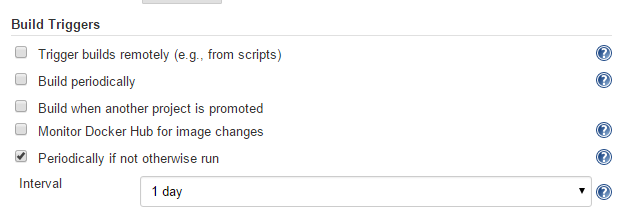 Build Triggers
Trigger builds remotely (e.g., from scripts)
Build periodically
Build when another project is promoted
Monitor Docker Hub for image changes
Periodically if not otherwise run
Interval 1 day